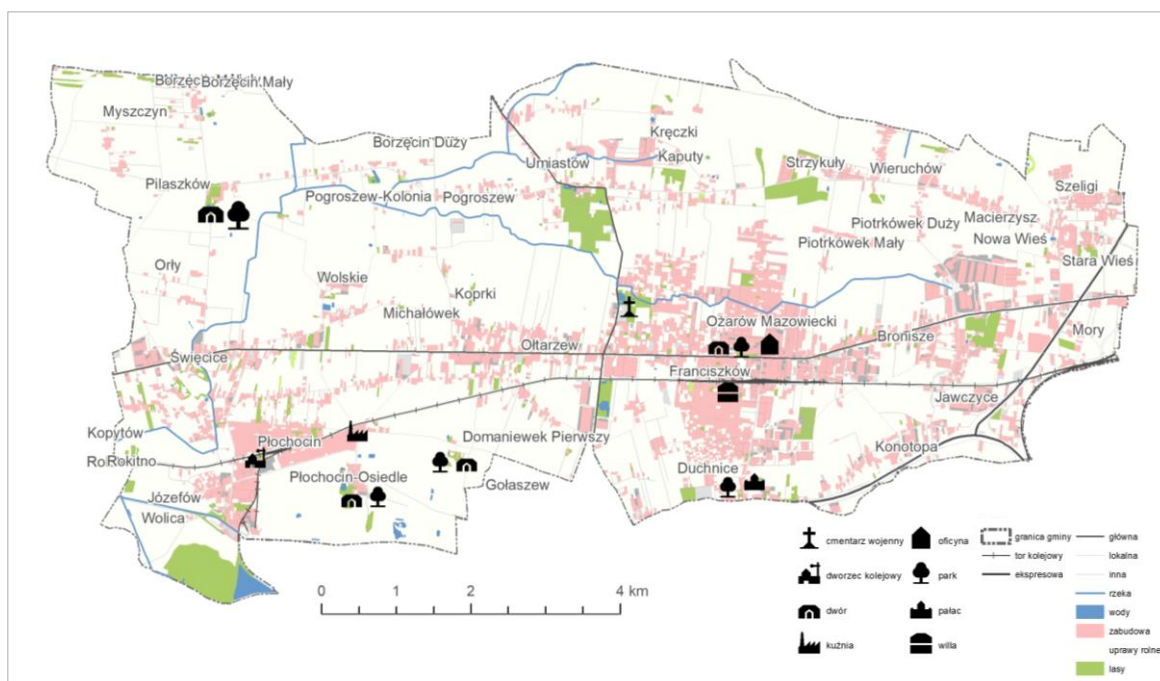 Borzęcin Mały
Myszczyn
Kręczki
Borzęcin Duży
Kaputy
Umiastów
Strzykuły
Wieruchów
Pilaszków
Szeligi
Pogroszew-Kolonia
Pogroszew
Macierzysz
Piotrkówek Duży
Nowa Wieś
Piotrkówek Mały
Stara Wieś
Orły
Wolskie
Koprki
Michałówek
Ożarów Mazowiecki
Mory
Bronisze
Ołtarzew
Święcice
Franciszków
Jawczyce
Kopytów
Płochocin
Domaniewek Pierwszy
Konotopa
Rokitno
Duchnice
Płochocin-Osiedle
Gołaszew
Józefów
Wolica
0 1 2 4 km
cmentarz wojenny
oficyna
granica gminy
główna
dworzec kolejowy
park
tor kolejowy
lokalna
ekspresowa
inna
dwór
pałac
rzeka
wody
kuźnia
willa
zabudowa
uprawy rolne
lasy